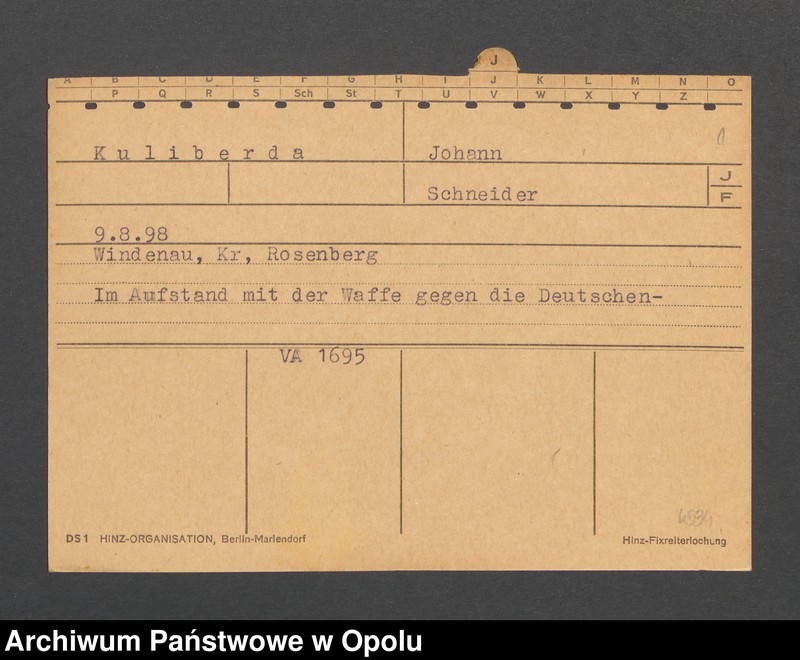 J
A B C D E F G H I J K L M N O
P Q R S Sch St T U V W X Y Z
K u l i b e r d a Johann
Schneider J
F
9.8.98
Windenau, Kr, Rosenberg
Im Aufstand mit der Waffe gegen die Deutschen-
VA 1695
DS1 HINZ-ORGANISATION, Berlin-Mariendorf Hinz-Fixreiterlochung
Archiwum Państwowe w Opolu